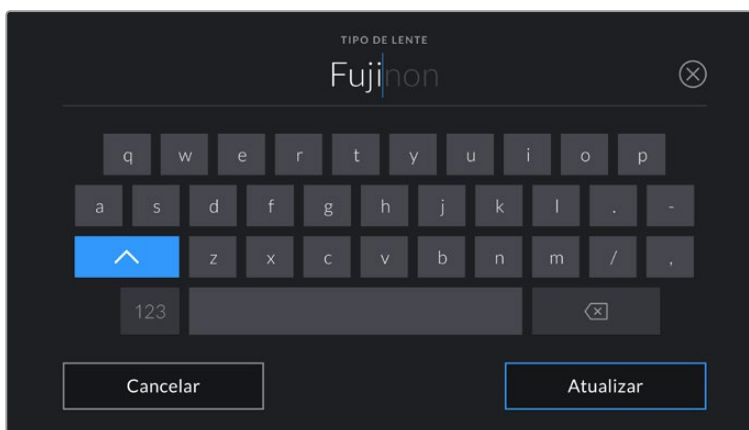 TIPO DE LENTE
Fujinon
q w e r t y u i o p
a s d f g h j k l . -
z x c v b n m / ,
123
Cancelar Atualizar